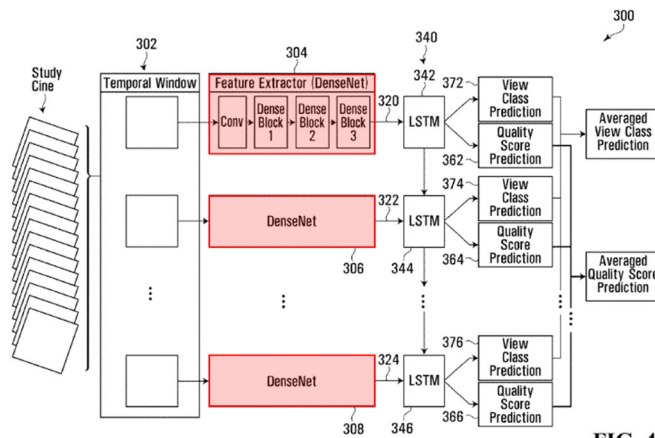 300
302
304
340
Study
Cine
Temporal Window
Feature Extractor (DenseNet)
342
372
View
Class
Prediction
Conv
Dense
Block
1
Dense
Block
2
Dense
Block
3
320
LSTM
Averaged
View Class
Prediction
Quality
Score
Prediction
362
374
View
Class
Prediction
322
DenseNet
LSTM
306
344
364
Quality
Score
Prediction
Averaged
Quality Score
Prediction
376
View
Class
Prediction
324
DenseNet
LSTM
308
346
366
Quality
Score
Prediction